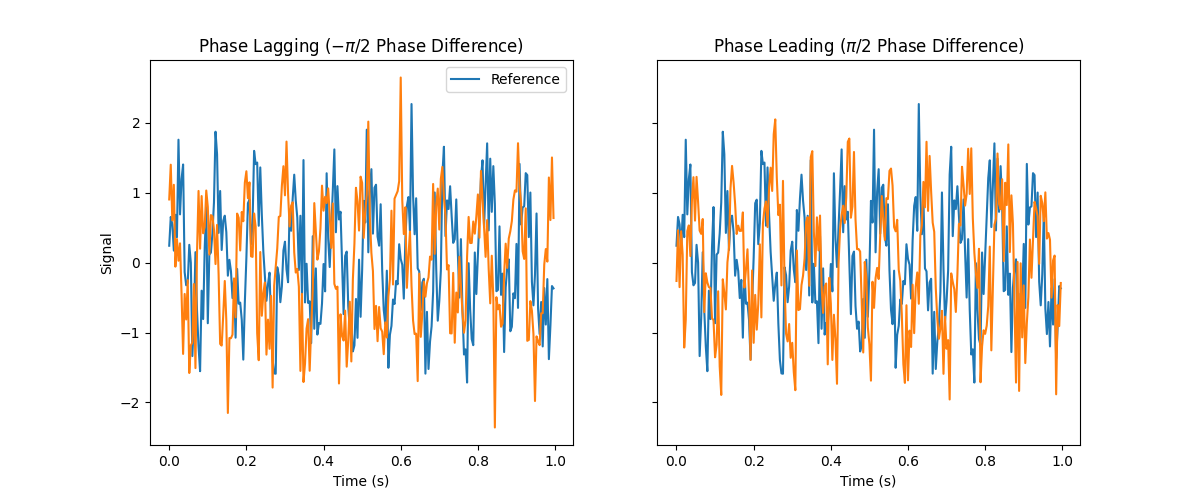 Phase Lagging (−π/2 Phase Difference)
Phase Leading (π/2 Phase Difference)
Reference
Signal
2
1
0
−1
−2
0.0 0.2 0.4 0.6 0.8 1.0
0.0 0.2 0.4 0.6 0.8 1.0
Time (s)
Time (s)